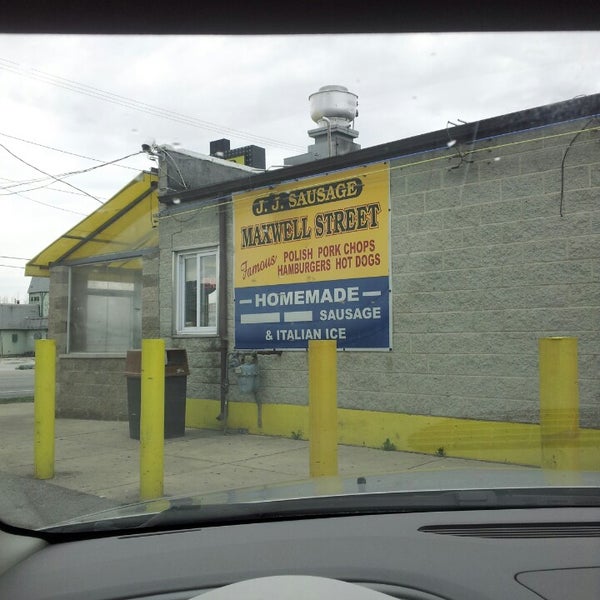 J.J. SAUSAGE
MAXWELL STREET
Famous POLISH PORK CHOPS
HAMBURGERS HOT DOGS
HOMEMADE
SAUSAGE
& ITALIAN ICE